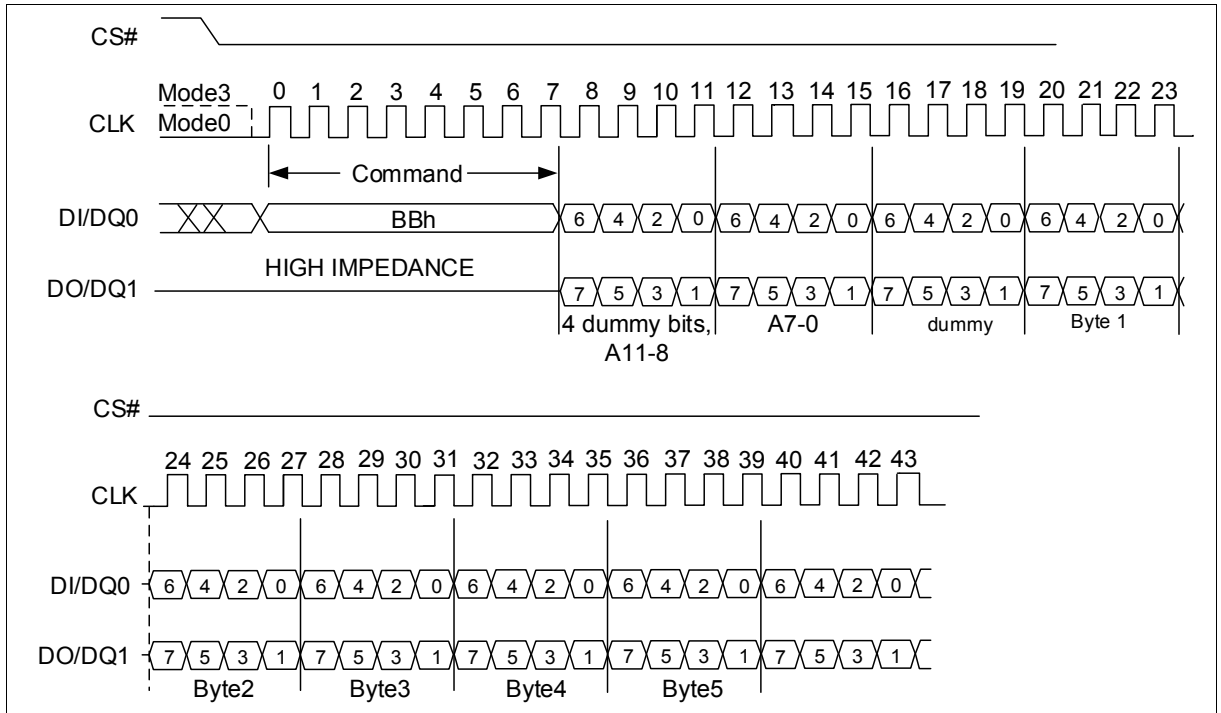 CS#
Mode3 0 1 2 3 4 5 6 7 8 9 10 11 12 13 14 15 16 17 18 19 20 21 22 23
CLK Mode0
Command
DI/DQ0 BBh 6 4 2 0 6 4 2 0 6 4 2 0 6 4 2 0
HIGH IMPEDANCE
DO/DQ1 7 5 3 1 7 5 3 1 7 5 3 1 7 5 3 1
4 dummy bits, A7-0 dummy Byte 1
A11-8
CS#
24 25 26 27 28 29 30 31 32 33 34 35 36 37 38 39 40 41 42 43
CLK
DI/DQ0 6 4 2 0 6 4 2 0 6 4 2 0 6 4 2 0 6 4 2 0
DO/DQ1 7 5 3 1 7 5 3 1 7 5 3 1 7 5 3 1 7 5 3 1
Byte2 Byte3 Byte4 Byte5